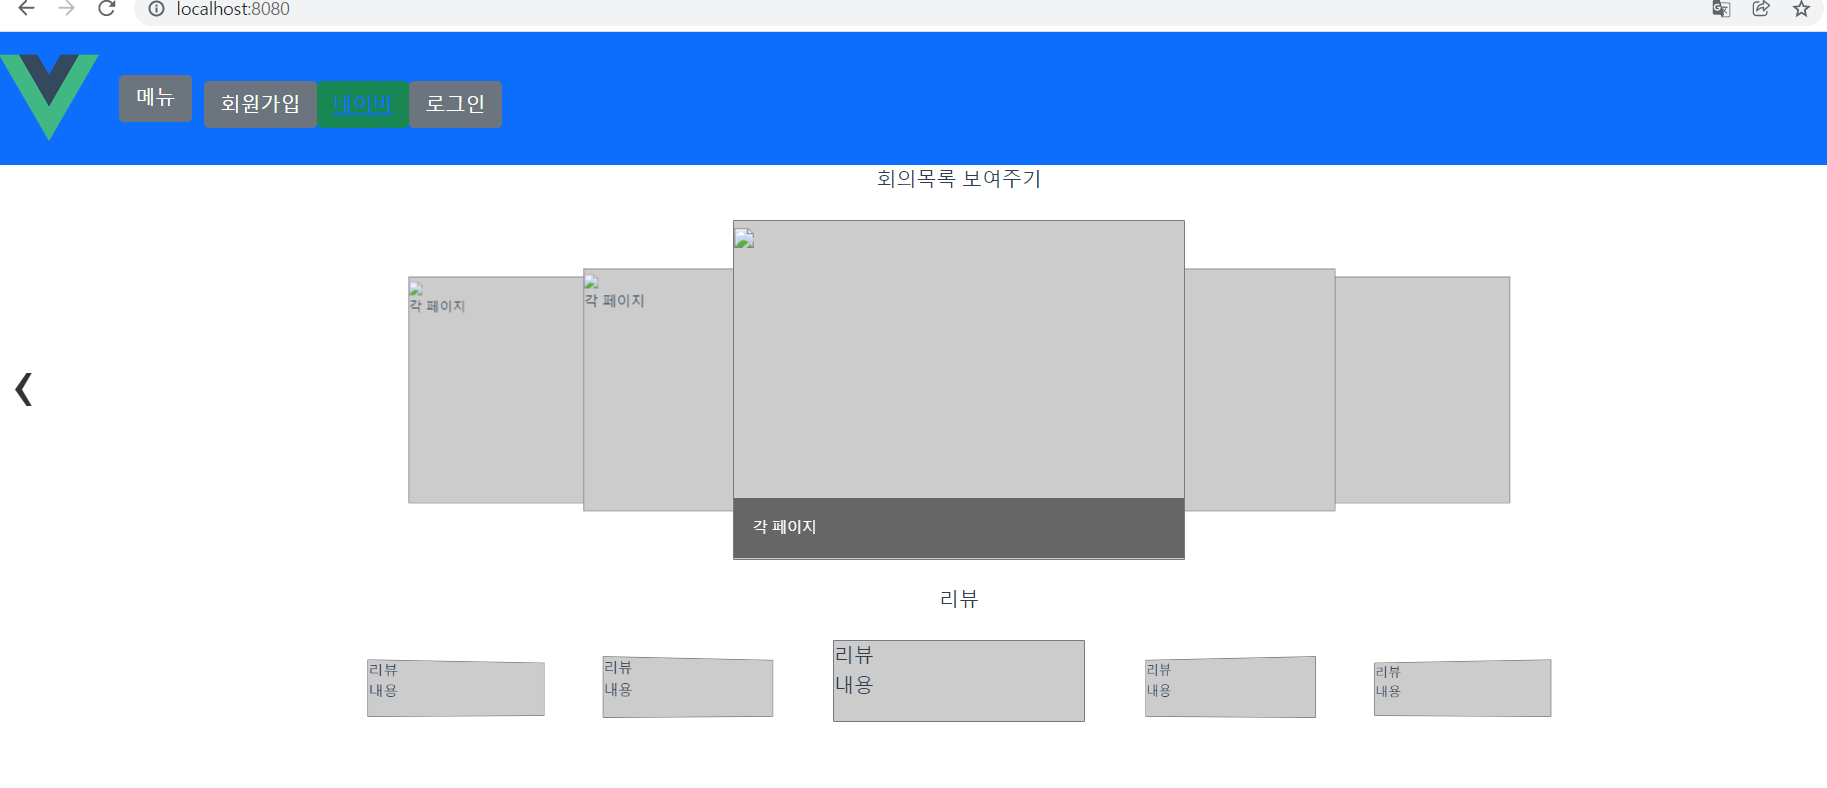 localhost:8080
메뉴
회원가입 네이버 로그인
회의목록 보여주기
각 페이지
각 페이지
각 페이지
리뷰
리뷰
내용
리뷰
내용
리뷰
내용
리뷰
내용
리뷰
내용